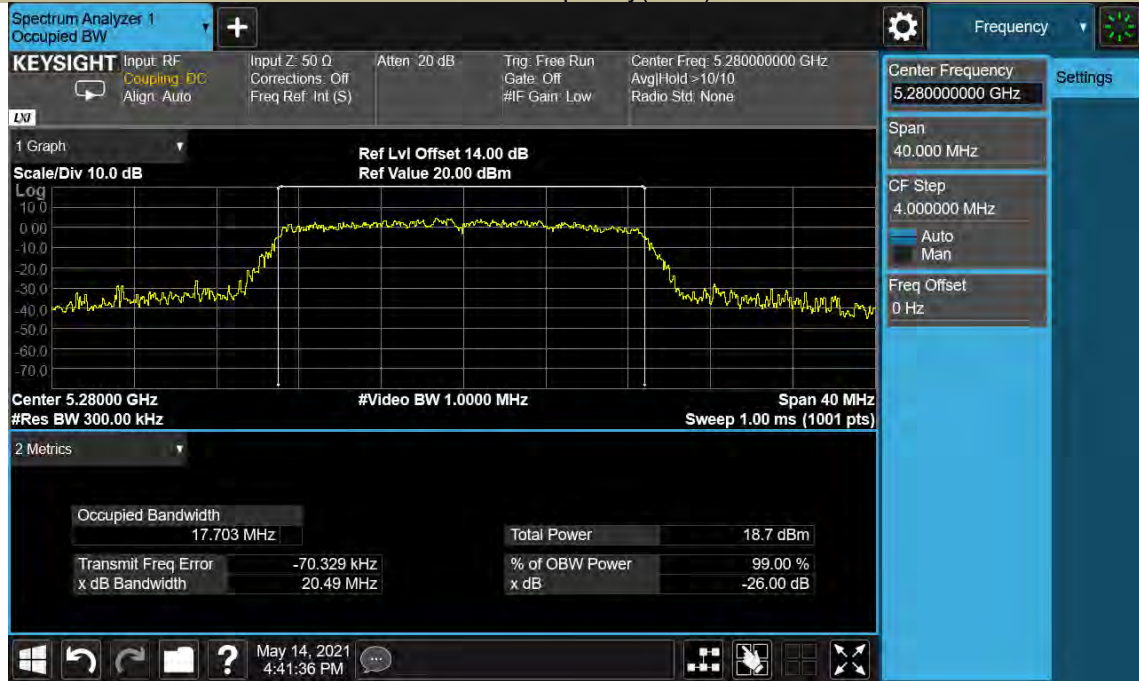 Spectrum Analyzer 1
Occupied BW
+
Frequency
KEYSIGHT
Input: RF
Coupling: DC
Align: Auto
Input Z: 50 Ω
Corrections: Off
Freq Ref: Int (S)
Atten: 20 dB
Trig: Free Run
Gate: Off
#IF Gain: Low
Center Freq: 5.280000000 GHz
Avg|Hold >10/10
Radio Std: None
LXI
Center Frequency
5.280000000 GHz
Settings
Span
40.000 MHz
CF Step
4.000000 MHz
Auto
Man
Freq Offset
0 Hz
1 Graph
Scale/Div 10.0 dB
Ref Lvl Offset 14.00 dB
Ref Value 20.00 dBm
Log
10.0
0.00
-10.0
-20.0
-30.0
-40.0
-50.0
-60.0
-70.0
Center 5.28000 GHz
#Video BW 1.0000 MHz
Span 40 MHz
#Res BW 300.00 kHz
Sweep 1.00 ms (1001 pts)
2 Metrics
Occupied Bandwidth
17.703 MHz
Total Power
18.7 dBm
Transmit Freq Error
-70.329 kHz
% of OBW Power
99.00 %
x dB Bandwidth
20.49 MHz
x dB
-26.00 dB
?
May 14, 2021
4:41:36 PM